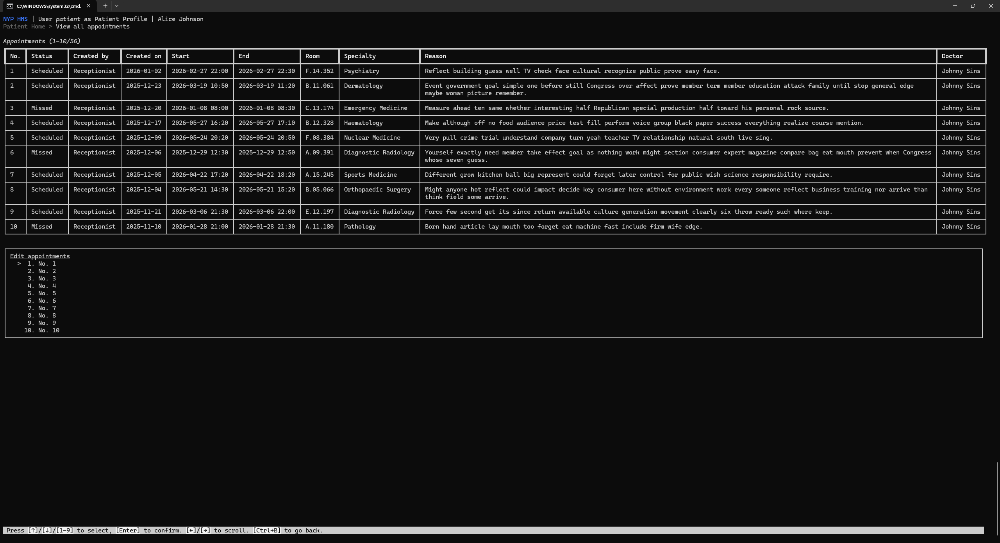 C:\WINDOWS\system32\cmd.
NYP HMS | User patient as Patient Profile | Alice Johnson
Patient Home > View all appointments
Appointments (1-10/56)
No. Status Created by Created on Start End Room Specialty Reason Doctor
1 Scheduled Receptionist 2026-01-02 2026-02-27 22:00 2026-02-27 22:30 F.14.352 Psychiatry Reflect building guess well TV check face cultural recognize public prove easy face. Johnny Sins
2 Scheduled Receptionist 2025-12-23 2026-03-19 10:50 2026-03-19 11:20 B.11.061 Dermatology Event government goal simple one before still Congress over affect prove member term member education attack family until stop general edge Johnny Sins
maybe woman picture remember.
3 Missed Receptionist 2025-12-20 2026-01-08 08:00 2026-01-08 08:30 C.13.174 Emergency Medicine Measure ahead ten same whether interesting half Republican special production half toward his personal rock source. Johnny Sins
4 Scheduled Receptionist 2025-12-17 2026-05-27 16:20 2026-05-27 17:10 B.12.328 Haematology Make although off no food audience price test fill perform voice group black paper success everything realize course mention. Johnny Sins
5 Scheduled Receptionist 2025-12-09 2026-05-24 20:20 2026-05-24 20:50 F.08.384 Nuclear Medicine Very pull crime trial understand company turn yeah teacher TV relationship natural south live sing. Johnny Sins
6 Missed Receptionist 2025-12-06 2025-12-29 12:30 2025-12-29 12:50 A.09.391 Diagnostic Radiology Yourself exactly need member take effect goal as nothing work might section consumer expert magazine compare bag eat mouth prevent when Congress Johnny Sins
whose seven guess.
7 Scheduled Receptionist 2025-12-05 2026-04-22 17:20 2026-04-22 18:20 A.15.245 Sports Medicine Different grow kitchen ball big represent could forget later control for public wish science responsibility require. Johnny Sins
8 Scheduled Receptionist 2025-12-04 2026-05-21 14:30 2026-05-21 15:20 B.05.066 Orthopaedic Surgery Might anyone hot reflect could impact decide key consumer here without environment work every someone reflect business training nor arrive than Johnny Sins
think field some arrive.
9 Scheduled Receptionist 2025-11-21 2026-03-06 21:30 2026-03-06 22:00 E.12.197 Diagnostic Radiology Force few second get its since return available culture generation movement clearly six throw ready such where keep. Johnny Sins
10 Missed Receptionist 2025-11-10 2026-01-28 21:00 2026-01-28 21:30 A.11.180 Pathology Born hand article lay mouth too forget eat machine fast include firm wife edge. Johnny Sins
Edit appointments
> 1. No. 1
2. No. 2
3. No. 3
4. No. 4
5. No. 5
6. No. 6
7. No. 7
8. No. 8
9. No. 9
10. No. 10
Press [↑]/[↓]/[1-9] to select, [Enter] to confirm. [←]/[→] to scroll. [Ctrl+B] to go back.